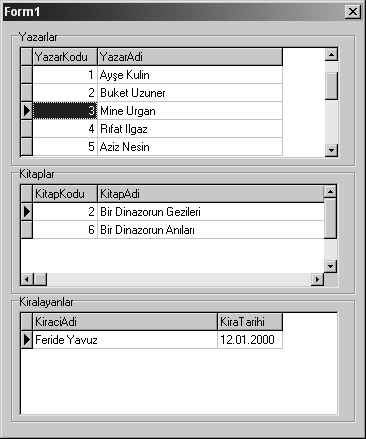 Form1
Yazarlar
YazarKodu YazarAdi
1 Ayşe Kulin
2 Buket Uzuner
3 Mine Urgan
4 Rıfat Ilgaz
5 Aziz Nesin
Kitaplar
KitapKodu KitapAdi
2 Bir Dinazorun Gezileri
6 Bir Dinazorun Anıları
Kiralayanlar
KiraciAdi KiraTarihi
Feride Yavuz 12.01.2000